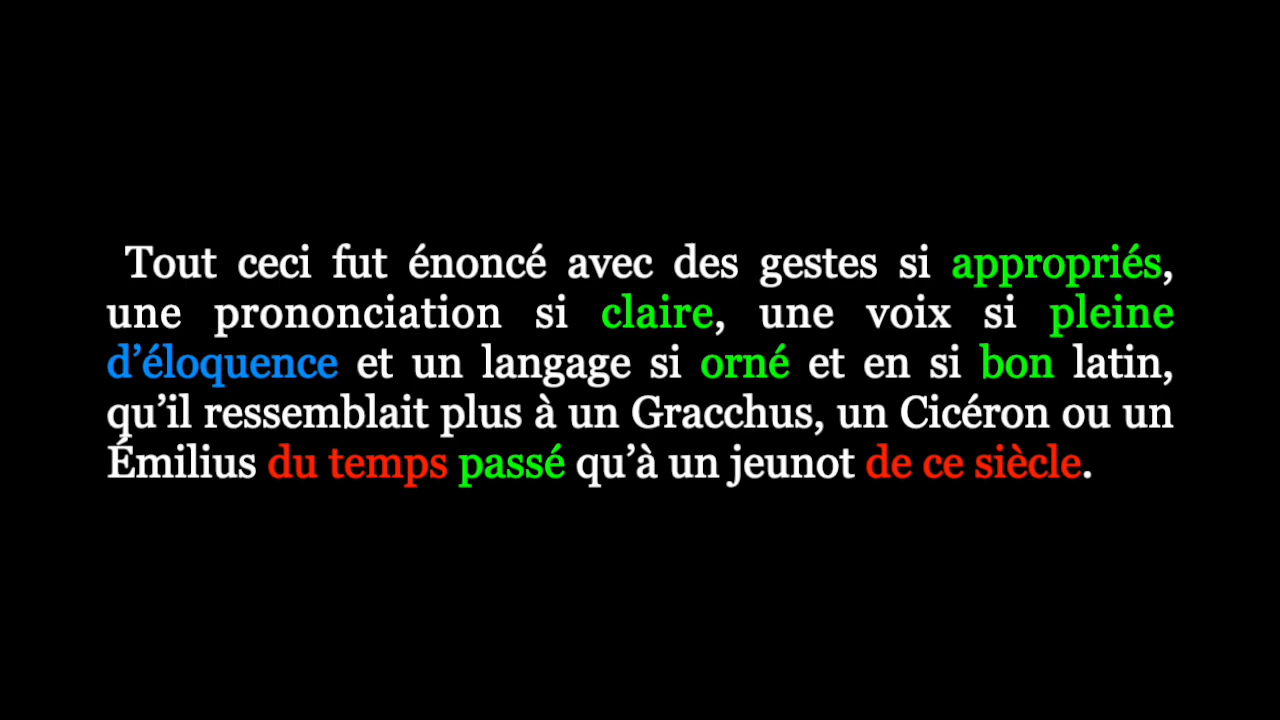 Tout ceci fut énoncé avec des gestes si appropriés,
une prononciation si claire, une voix si pleine
d’éloquence et un langage si orné et en si bon latin,
qu’il ressemblait plus à un Gracchus, un Cicéron ou un
Émilius du temps passé qu’à un jeunot de ce siècle.